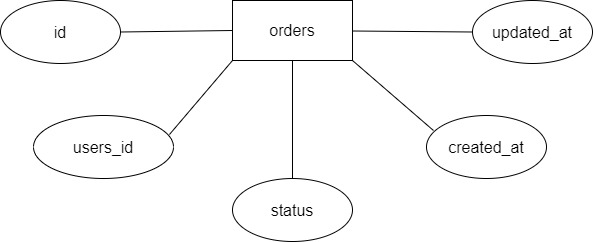 id
orders
updated_at
users_id
created_at
status